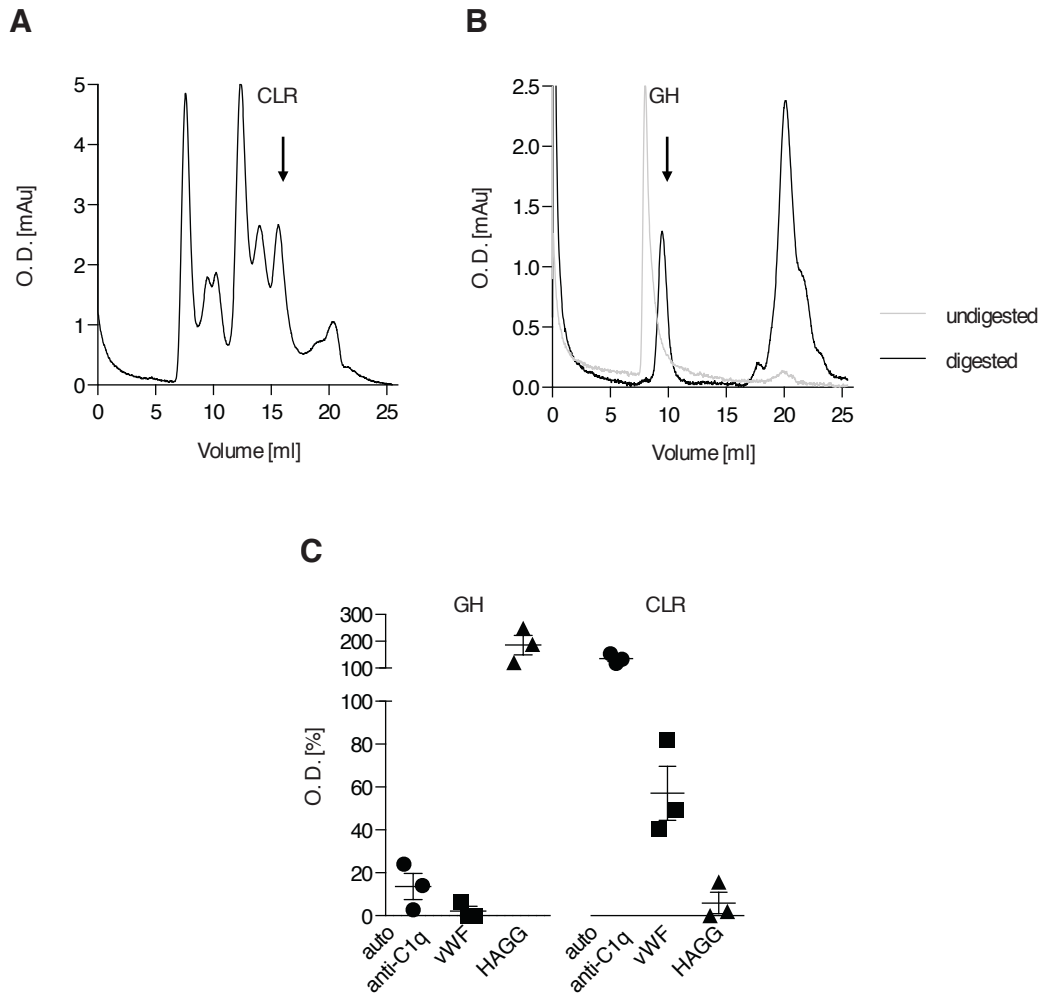 A
5
4
3
2
1
0
O. D. [mAu]
CLR
0 5 10 15 20 25
Volume [ml]
B
2.5
2.0
1.5
1.0
0.5
0.0
O. D. [mAu]
GH
0 5 10 15 20 25
Volume [ml]
undigested
digested
C
GH CLR
300
200
100
100
80
60
40
20
0
O. D. [%]
auto
anti-C1q
vWF
HAGG
auto
anti-C1q
vWF
HAGG